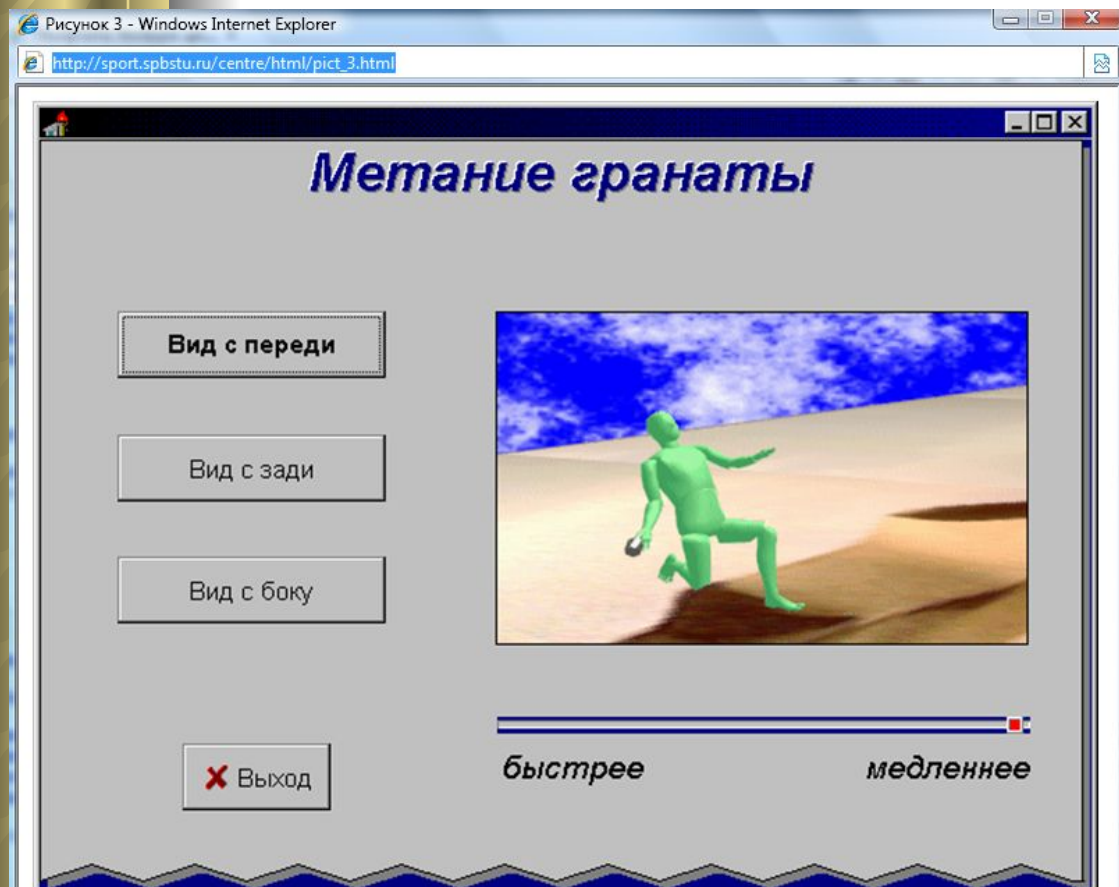 Рисунок 3 - Windows Internet Explorer
http://sport.spbstu.ru/centre/html/pict_3.html
Метание гранаты
Вид с переди
Вид с зади
Вид с боку
быстрее медленнее
Выход